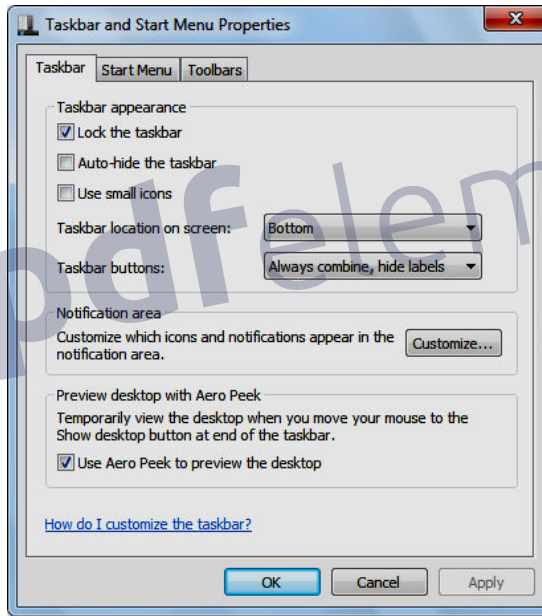 Taskbar and Start Menu Properties
Taskbar Start Menu Toolbars
Taskbar appearance
Lock the taskbar
Auto-hide the taskbar
Use small icons
Taskbar location on screen: Bottom
Taskbar buttons: Always combine, hide labels
Notification area
Customize which icons and notifications appear in the
notification area.
Customize...
Preview desktop with Aero Peek
Temporarily view the desktop when you move your mouse to the
Show desktop button at end of the taskbar.
Use Aero Peek to preview the desktop
How do I customize the taskbar?
OK Cancel Apply
pdfelem